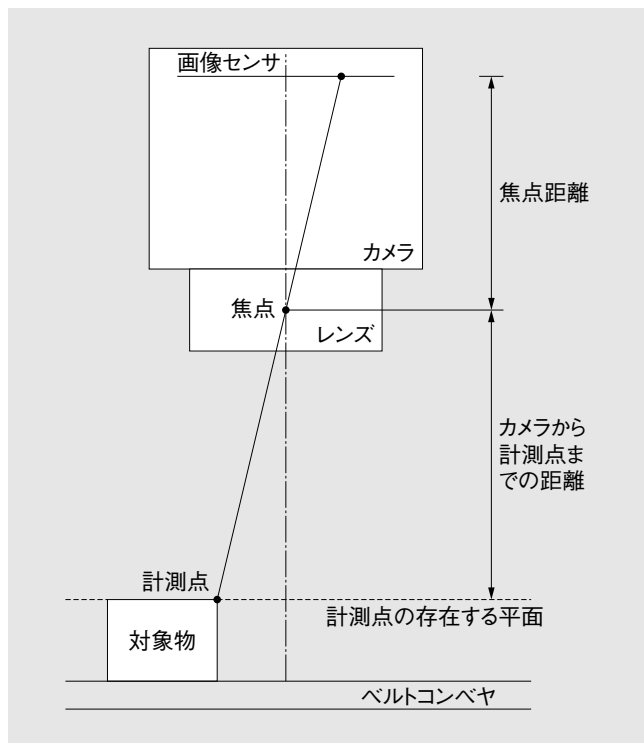 画像センサ
焦点距離
カメラ
焦点
レンズ
カメラから
計測点ま
での距離
計測点
計測点の存在する平面
対象物
ベルトコンベヤ